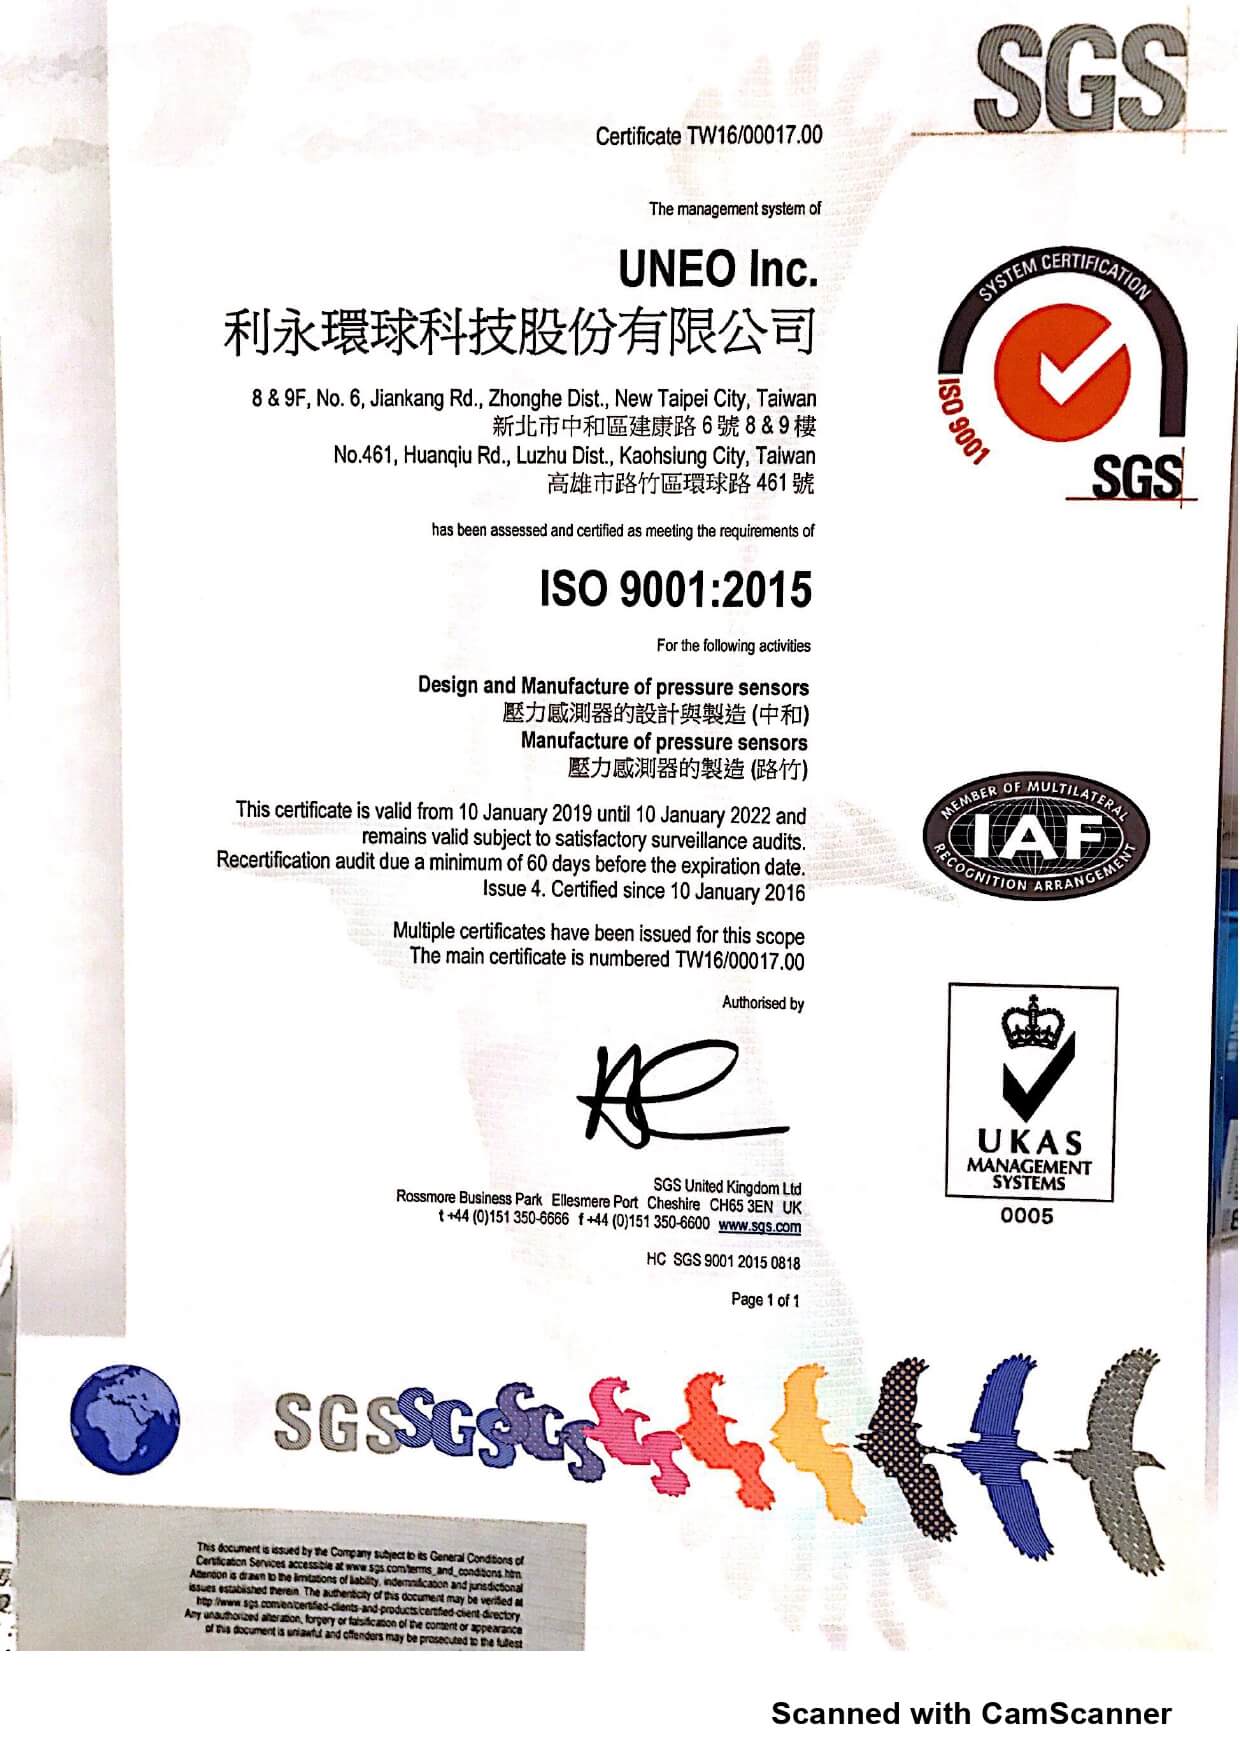 SGS
Certificate TW16/00017.00
The management system of
UNEO Inc.
利永環球科技股份有限公司
8 & 9F, No. 6, Jiankang Rd., Zhonghe Dist., New Taipei City, Taiwan
新北市中和區建康路 6 號 8 & 9 樓
No.461, Huanqiu Rd., Luzhu Dist., Kaohsiung City, Taiwan
高雄市路竹區環球路 461 號
has been assessed and certified as meeting the requirements of
ISO 9001:2015
For the following activities
Design and Manufacture of pressure sensors
壓力感測器的設計與製造 (中和)
Manufacture of pressure sensors
壓力感測器的製造 (路竹)
This certificate is valid from 10 January 2019 until 10 January 2022 and
remains valid subject to satisfactory surveillance audits.
Recertification audit due a minimum of 60 days before the expiration date.
Issue 4. Certified since 10 January 2016
Multiple certificates have been issued for this scope
The main certificate is numbered TW16/00017.00
Authorised by
SGS United Kingdom Ltd
Rossmore Business Park Ellesmere Port Cheshire CH65 3EN UK
t +44 (0)151 350-6666 f +44 (0)151 350-6600 www.sgs.com
HC SGS 9001 2015 0818
Page 1 of 1
SYSTEM CERTIFICATION
ISO 9001
SGS
MEMBER OF MULTILATERAL
IAF
RECOGNITION ARRANGEMENT
UKAS
MANAGEMENT
SYSTEMS
0005
SGS SGS SGS
This document is issued by the Company subject to its General Conditions of
Certification Services accessible at www.sgs.com/terms_and_conditions.htm.
Attention is drawn to the limitations of liability, indemnification and jurisdictional
issues established therein. The authenticity of this document may be verified at
http://www.sgs.com/en/certified-clients-and-products/certified-client-directory.
Any unauthorized alteration, forgery or falsification of the content or appearance
of this document is unlawful and offenders may be prosecuted to the fullest
Scanned with CamScanner